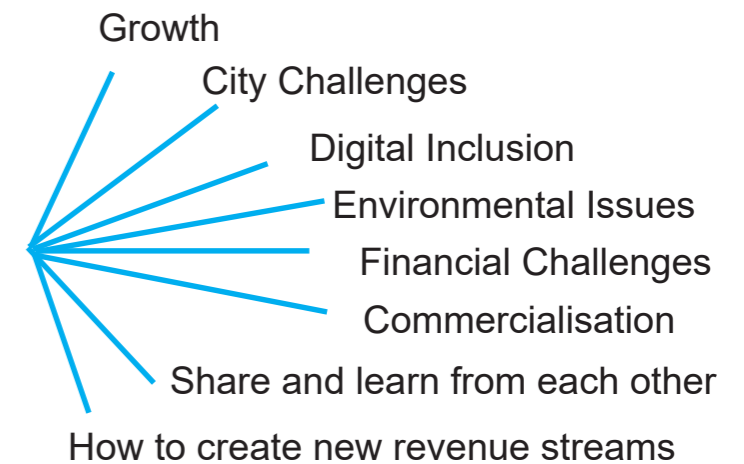 Growth
City Challenges
Digital Inclusion
Environmental Issues
Financial Challenges
Commercialisation
Share and learn from each other
How to create new revenue streams